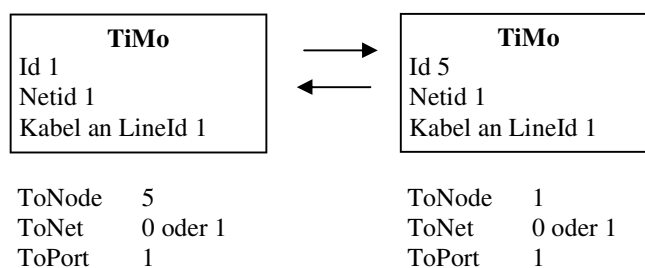 TiMo
Id 1
Netid 1
Kabel an LineId 1
TiMo
Id 5
Netid 1
Kabel an LineId 1
ToNode 5
ToNet 0 oder 1
ToPort 1
ToNode 1
ToNet 0 oder 1
ToPort 1